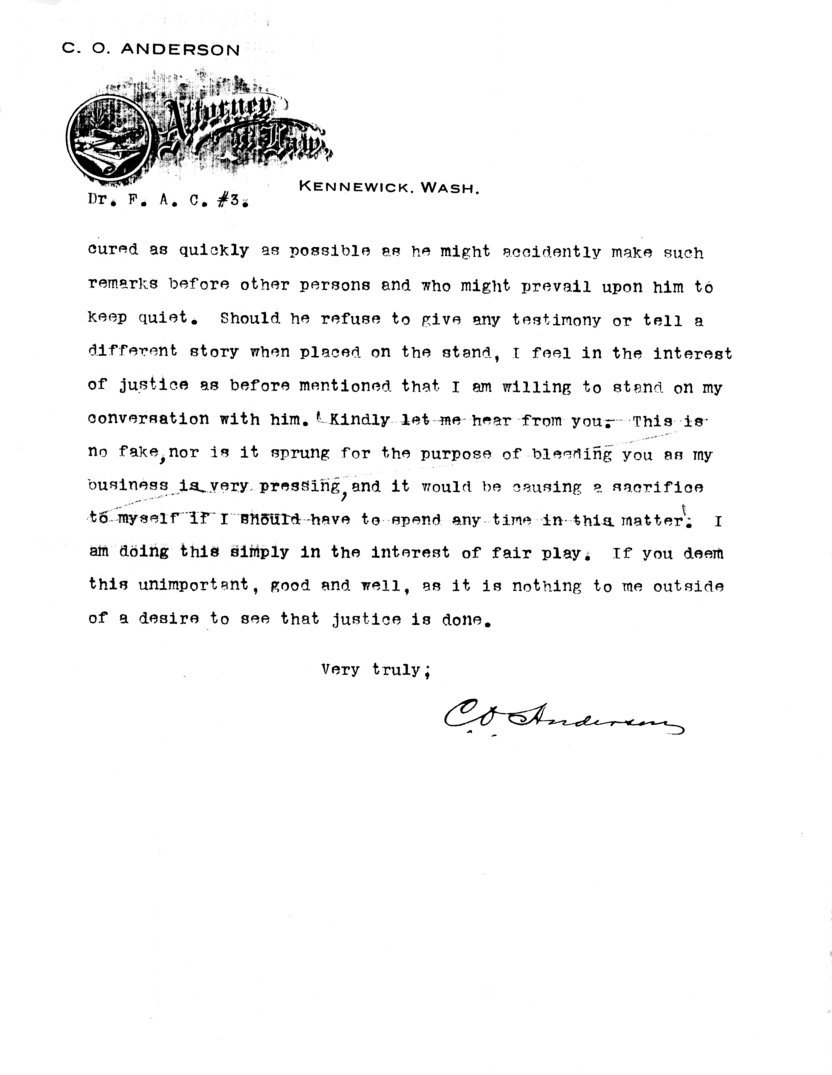 C. O. ANDERSON
Attorney
at Law,
KENNEWICK, WASH.
Dr. F. A. C. #3.
cured as quickly as possible as he might accidently make such
remarks before other persons and who might prevail upon him to
keep quiet. Should he refuse to give any testimony or tell a
different story when placed on the stand, I feel in the interest
of justice as before mentioned that I am willing to stand on my
conversation with him. Kindly let me hear from you. This is
no fake, nor is it sprung for the purpose of bleeding you as my
business is very pressing, and it would be causing a sacrifice
to myself if I should have to spend any time in this matter. I
am doing this simply in the interest of fair play. If you deem
this unimportant, good and well, as it is nothing to me outside
of a desire to see that justice is done.
Very truly;
C. O. Anderson